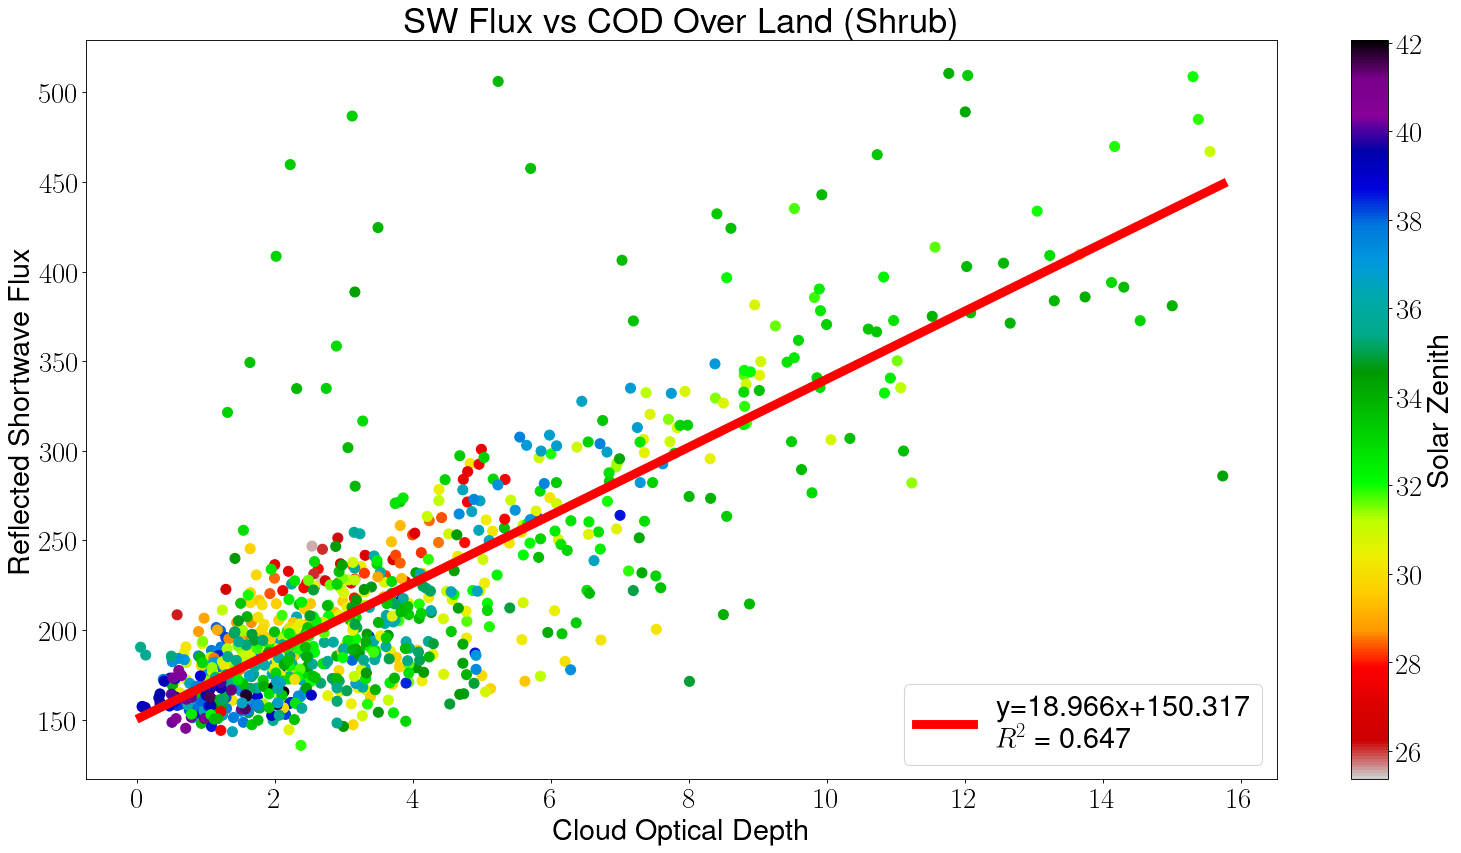 SW Flux vs COD Over Land (Shrub)
500
450
400
350
300
250
200
150
Reflected Shortwave Flux
0 2 4 6 8 10 12 14 16
Cloud Optical Depth
y=18.966x+150.317
R² = 0.647
42
40
38
36
34
32
30
28
26
Solar Zenith